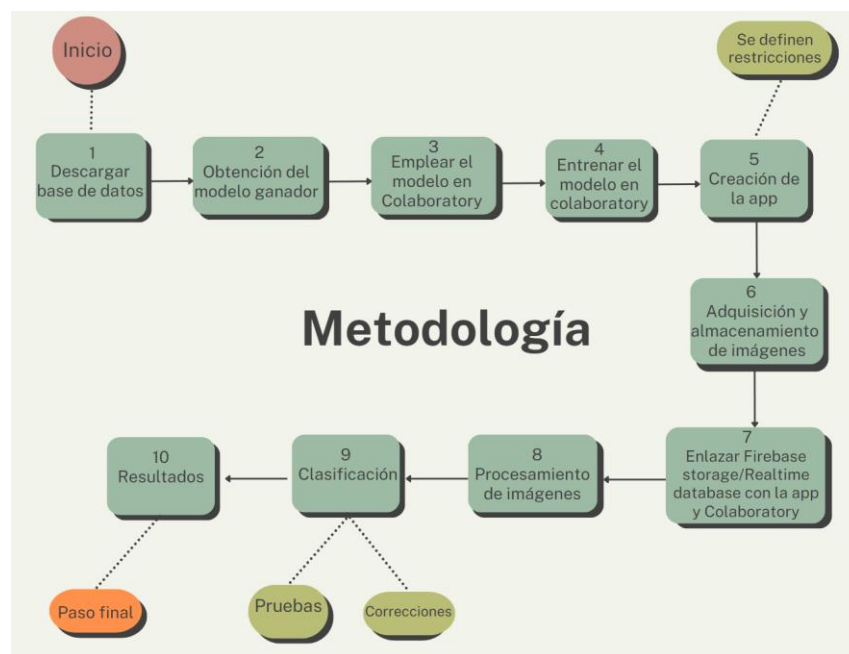 Inicio
Se definen
restricciones
1
Descargar
base de datos
2
Obtención del
modelo ganador
3
Emplear el
modelo en
Colaboratory
4
Entrenar el
modelo en
colaboratory
5
Creación de
la app
Metodología
6
Adquisición y
almacenamiento
de imágenes
7
Enlazar Firebase
storage/Realtime
database con la app
y Colaboratory
8
Procesamiento
de imágenes
9
Clasificación
10
Resultados
Paso final
Pruebas
Correcciones